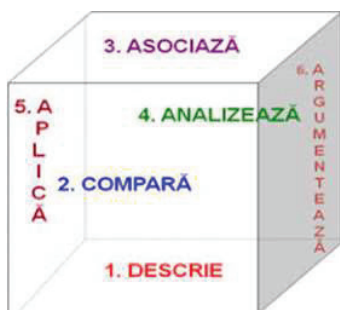 3. ASOCIAZĂ
5. APLICĂ
4. ANALIZEAZĂ
6. ARGUMENTEAZĂ
2. COMPARĂ
1. DESCRIE